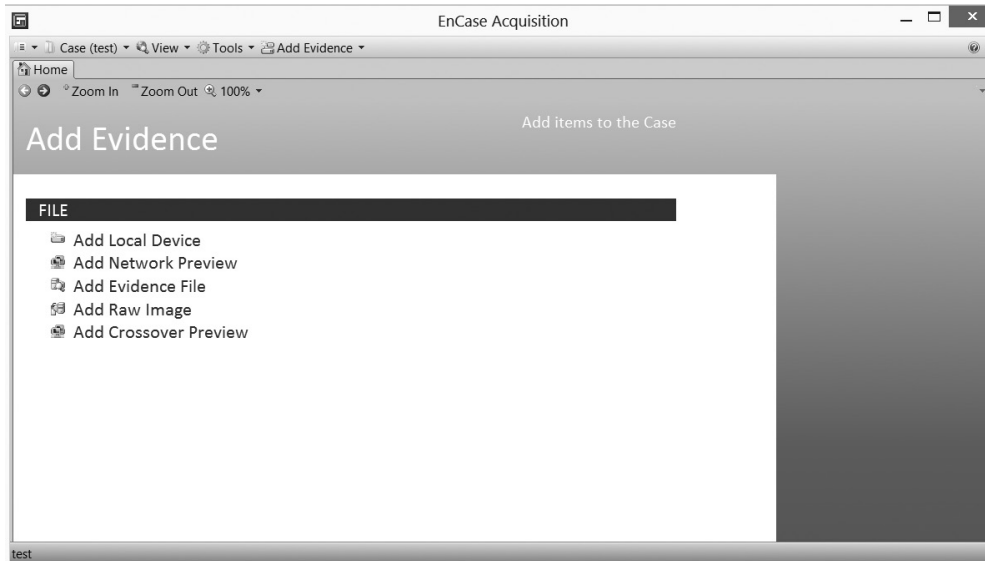 En
EnCase Acquisition
Case (test) View Tools Add Evidence
Home
Zoom In Zoom Out 100%
Add Evidence
Add items to the Case
FILE
Add Local Device
Add Network Preview
Add Evidence File
Add Raw Image
Add Crossover Preview
test